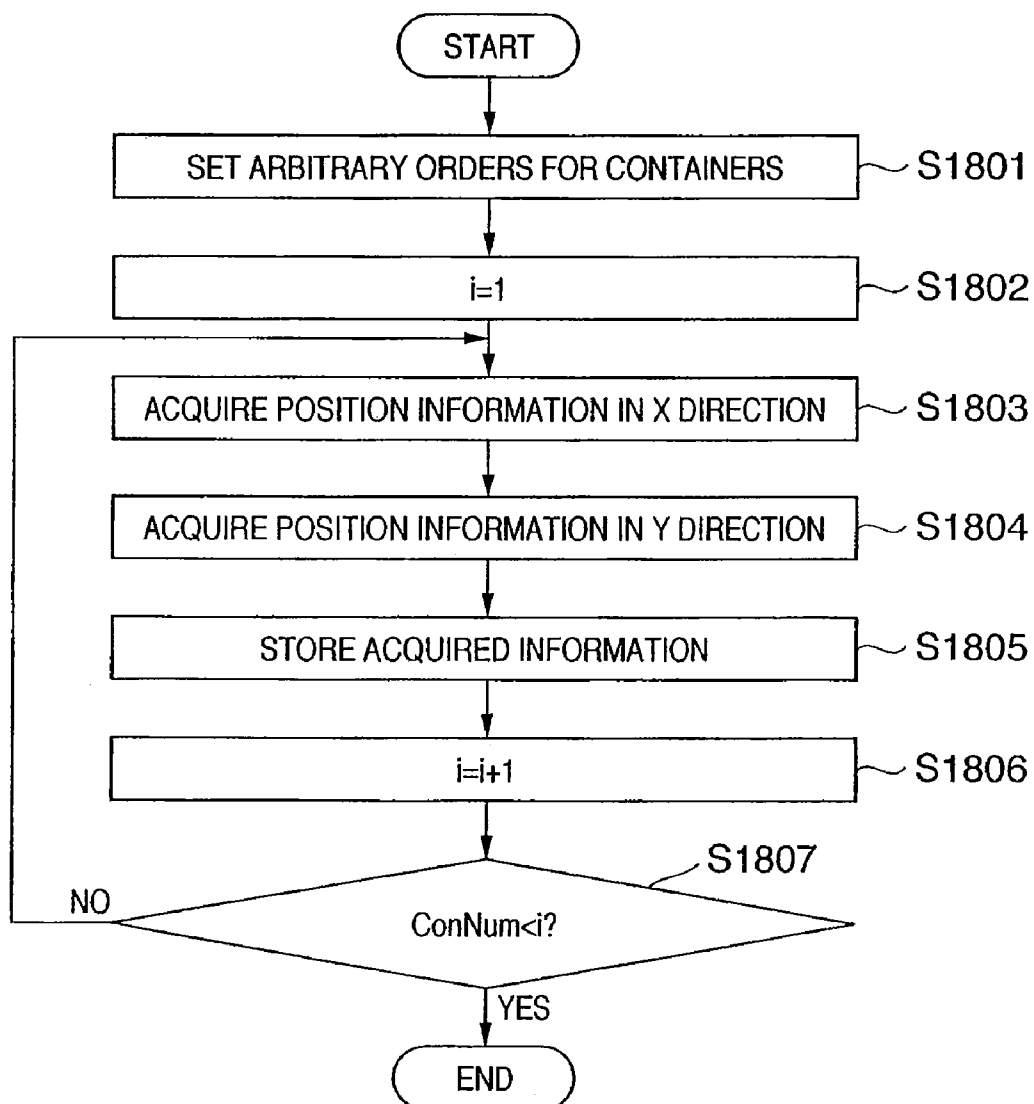 START
SET ARBITRARY ORDERS FOR CONTAINERS
S1801
i=1
S1802
ACQUIRE POSITION INFORMATION IN X DIRECTION
S1803
ACQUIRE POSITION INFORMATION IN Y DIRECTION
S1804
STORE ACQUIRED INFORMATION
S1805
i=i+1
S1806
S1807
NO
ConNum<i?
YES
END